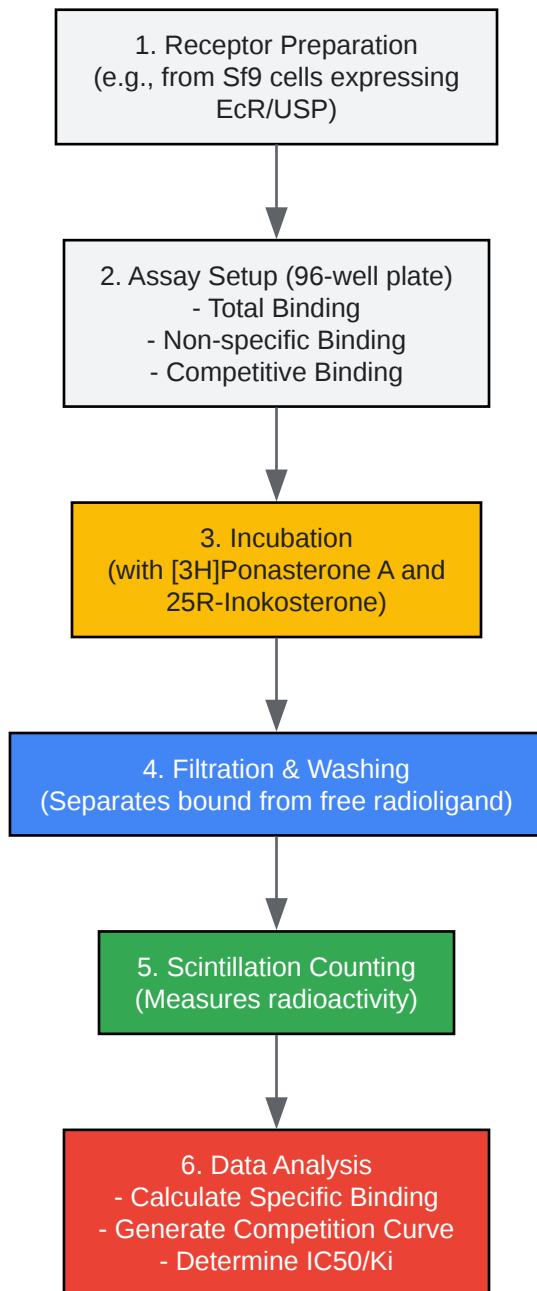 1. Receptor Preparation
(e.g., from Sf9 cells expressing
EcR/USP)
2. Assay Setup (96-well plate)
- Total Binding
- Non-specific Binding
- Competitive Binding
3. Incubation
(with [3H]Ponasterone A and
25R-Inokosterone)
4. Filtration & Washing
(Separates bound from free radioligand)
5. Scintillation Counting
(Measures radioactivity)
6. Data Analysis
- Calculate Specific Binding
- Generate Competition Curve
- Determine IC50/Ki